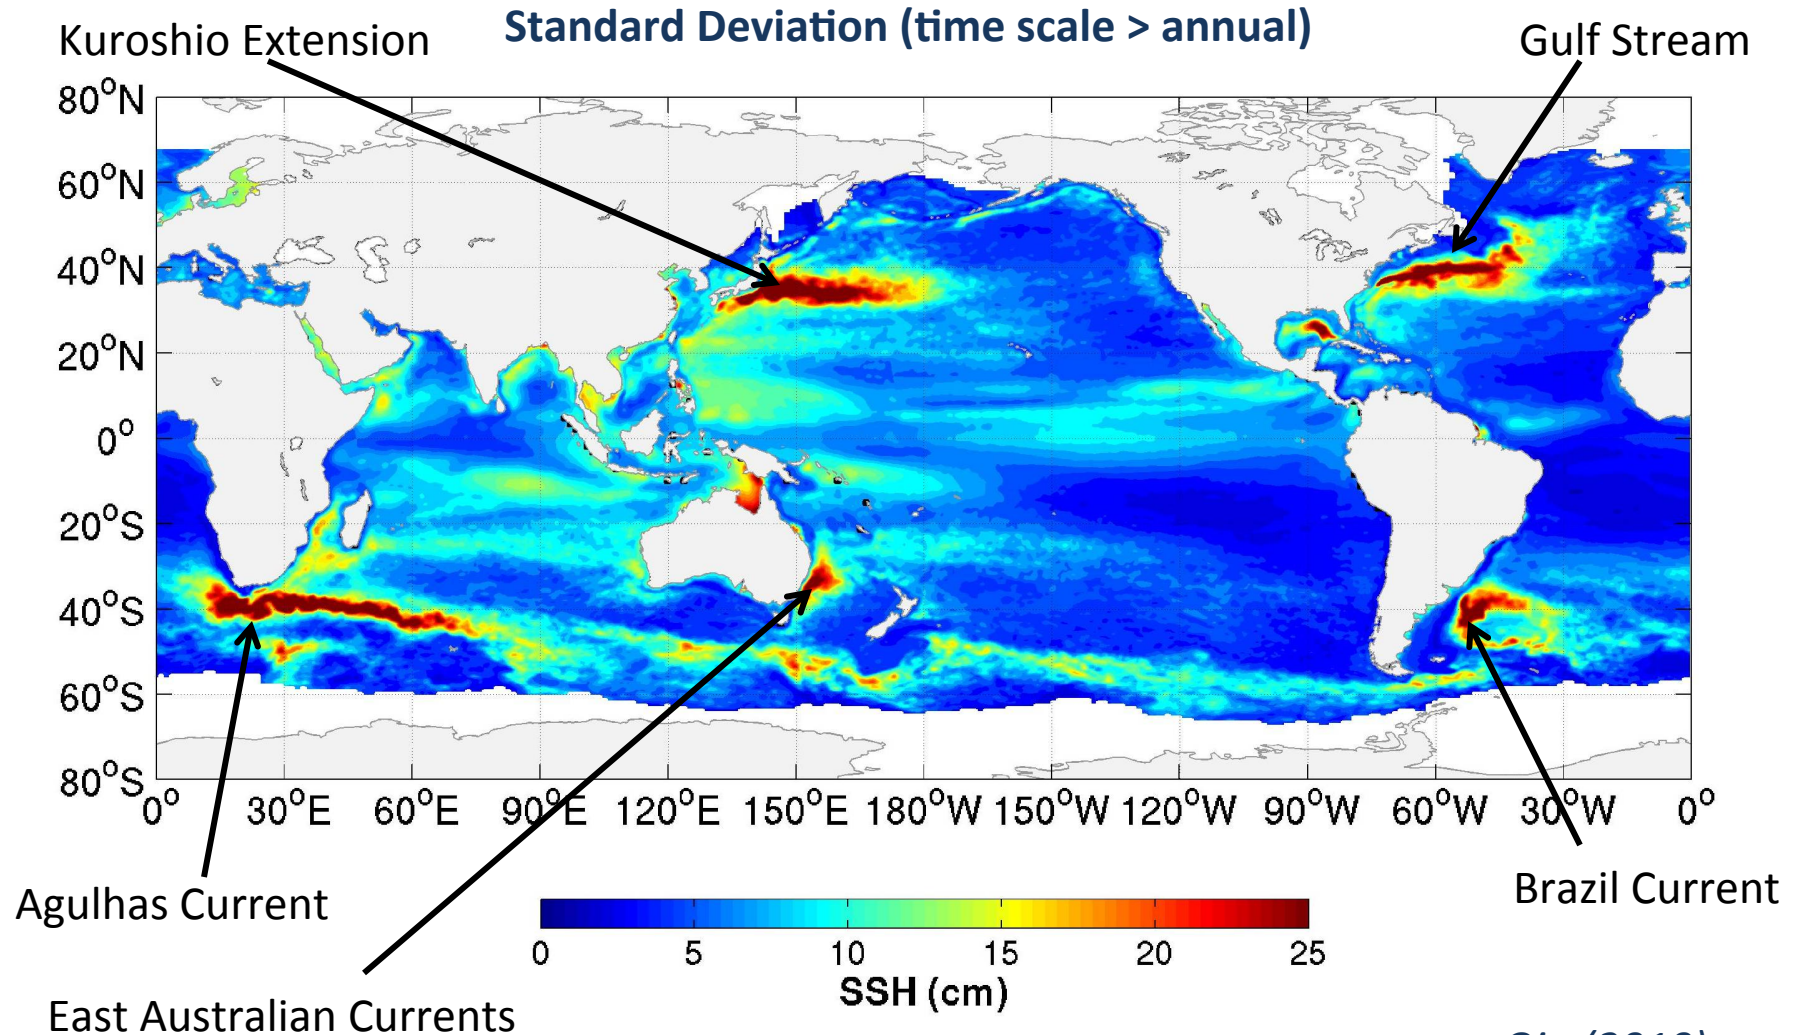 Standard Deviation (time scale > annual)
Kuroshio Extension
Gulf Stream
80°N
60°N
40°N
20°N
0°
20°S
40°S
60°S
80°S
0° 30°E 60°E 90°E 120°E 150°E 180°W 150°W 120°W 90°W 60°W 30°W 0°
Agulhas Current
Brazil Current
East Australian Currents
0 5 10 15 20 25
SSH (cm)